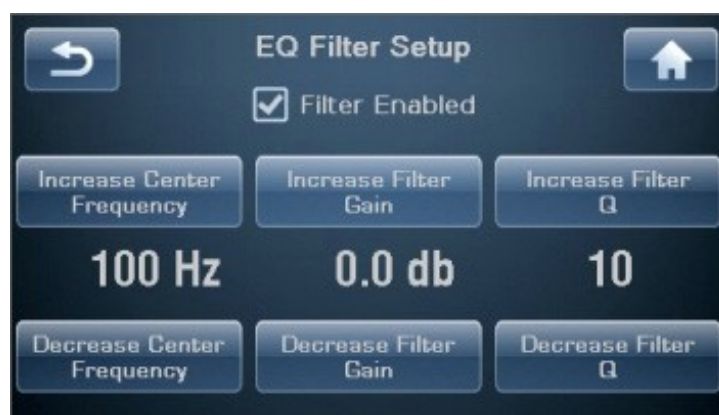 EQ Filter Setup
Filter Enabled
Increase Center
Frequency
Increase Filter
Gain
Increase Filter
Q
100 Hz
0.0 db
10
Decrease Center
Frequency
Decrease Filter
Gain
Decrease Filter
Q